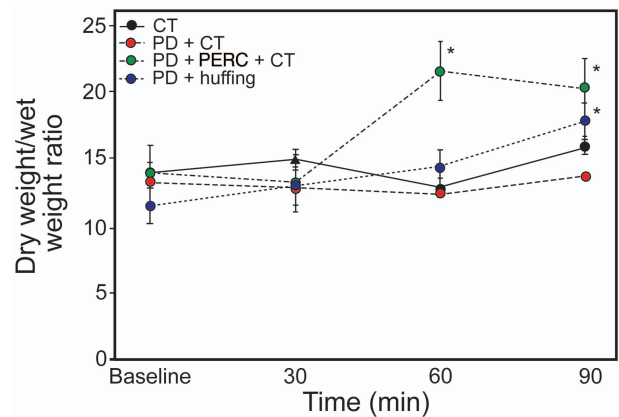 25
20
15
10
5
0
Dry weight/wet
weight ratio
CT
PD + CT
PD + PERC + CT
PD + huffing
*
*
*
Baseline 30 60 90
Time (min)